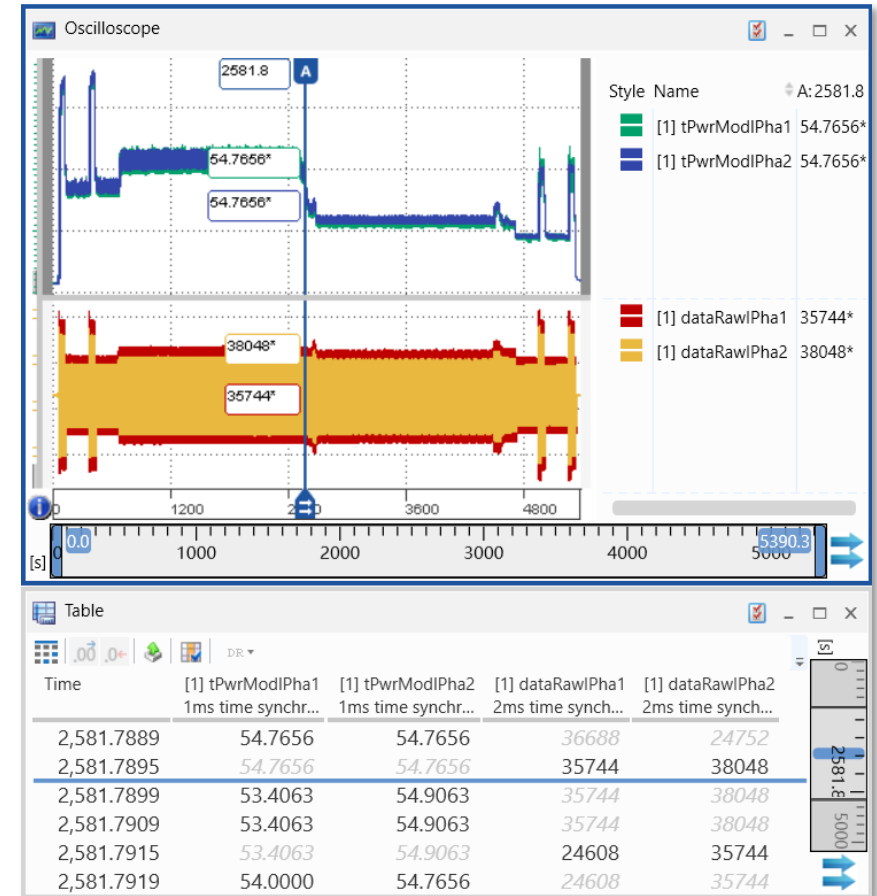 Oscilloscope
2581.8
A
Style Name A:2581.8
[1] tPwrModlPha1 54.7656*
[1] tPwrModlPha2 54.7656*
54.7656*
54.7656*
[1] dataRawlPha1 35744*
[1] dataRawlPha2 38048*
38048*
35744*
1200 3600 4800
0.0 5390.3
[s] 0 1000 2000 3000 4000 5000
Table
.00 .0 DR
[s]
Time [1] tPwrModlPha1 [1] tPwrModlPha2 [1] dataRawlPha1 [1] dataRawlPha2
1ms time synchr... 1ms time synchr... 2ms time synch... 2ms time synch...
2,581.7889 54.7656 54.7656 36688 24752
2,581.7895 54.7656 54.7656 35744 38048
2,581.7899 53.4063 54.9063 35744 38048
2,581.7909 53.4063 54.9063 35744 38048
2,581.7915 53.4063 54.9063 24608 35744
2,581.7919 54.0000 54.7656 24608 35744
0
2581.8
5000